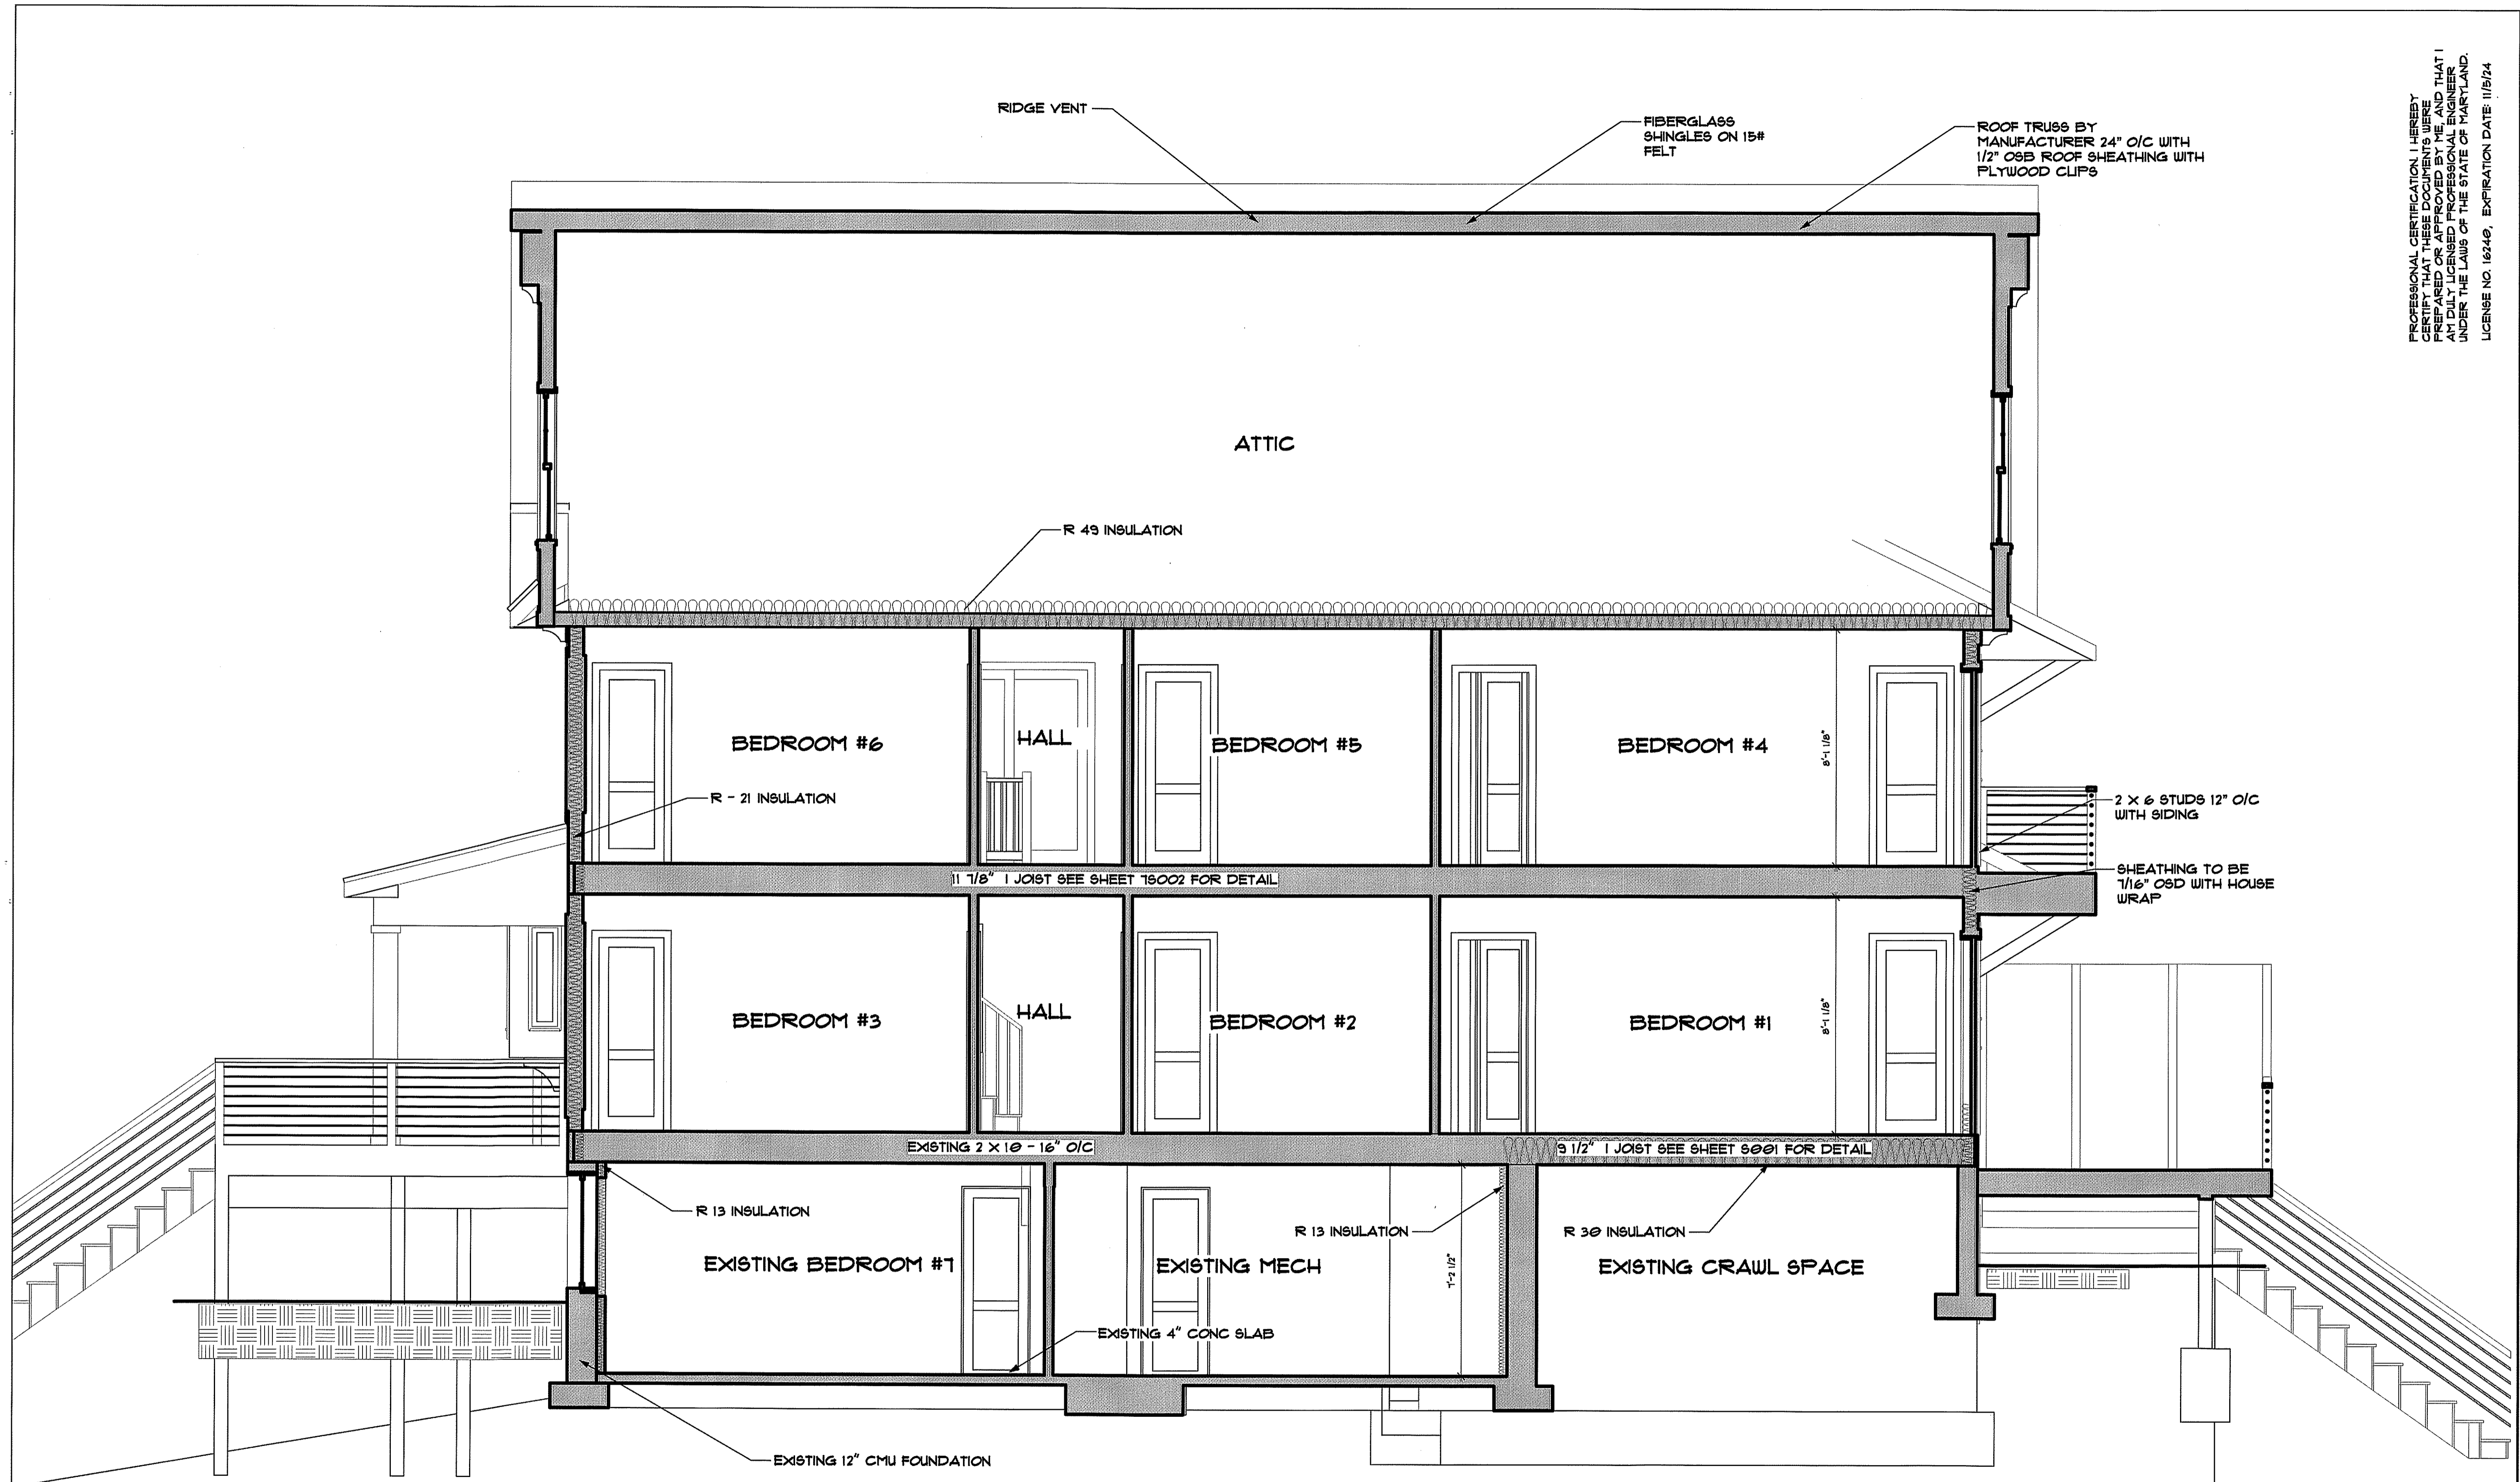 RIDGE VENT
FIBERGLASS
SHINGLES ON 15#
FELT
ROOF TRUSS BY
MANUFACTURER 24" O/C WITH
1/2" OSB ROOF SHEATHING WITH
PLYWOOD CLIPS
PROFESSIONAL CERTIFICATION. I HEREBY
CERTIFY THAT THESE DOCUMENTS WERE
PREPARED OR APPROVED BY ME, AND THAT I
AM DULY LICENSED PROFESSIONAL ENGINEER
UNDER THE LAWS OF THE STATE OF MARYLAND.
LICENSE NO. 16240, EXPIRATION DATE: 11/5/24
ATTIC
R 49 INSULATION
BEDROOM #6
HALL
BEDROOM #5
BEDROOM #4
8'-1 1/8"
R - 21 INSULATION
2 X 6 STUDS 12" O/C
WITH SIDING
11 7/8" I JOIST SEE SHEET 7S002 FOR DETAIL
SHEATHING TO BE
7/16" OSD WITH HOUSE
WRAP
BEDROOM #3
HALL
BEDROOM #2
BEDROOM #1
8'-1 1/8"
EXISTING 2 X 10 - 16" O/C
9 1/2" I JOIST SEE SHEET S001 FOR DETAIL
R 13 INSULATION
R 13 INSULATION
R 30 INSULATION
EXISTING BEDROOM #7
EXISTING MECH
7'-2 1/2"
EXISTING CRAWL SPACE
EXISTING 4" CONC SLAB
EXISTING 12" CMU FOUNDATION